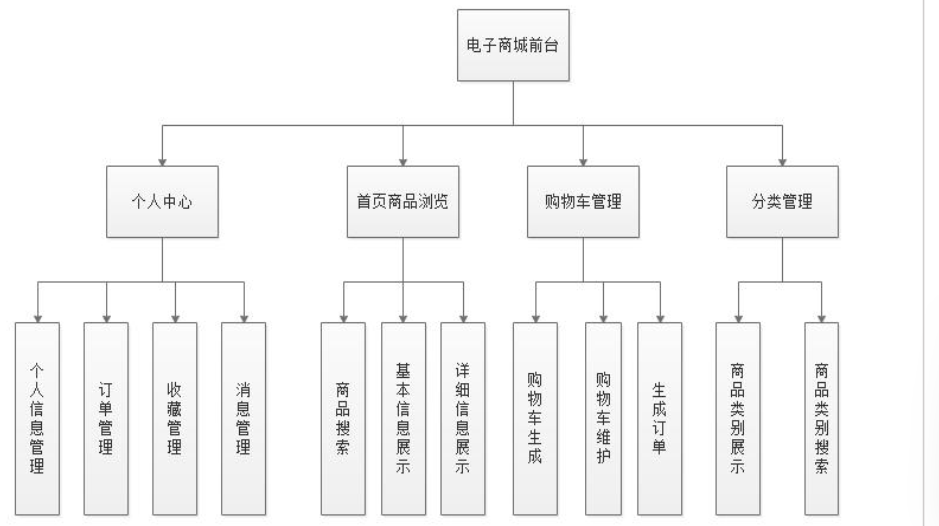 电子商城前台
个人中心
首页商品浏览
购物车管理
分类管理
个人信息管理
订单管理
收藏管理
消息管理
商品搜索
基本信息展示
详细信息展示
购物车生成
购物车维护
生成订单
商品类别展示
商品类别搜索